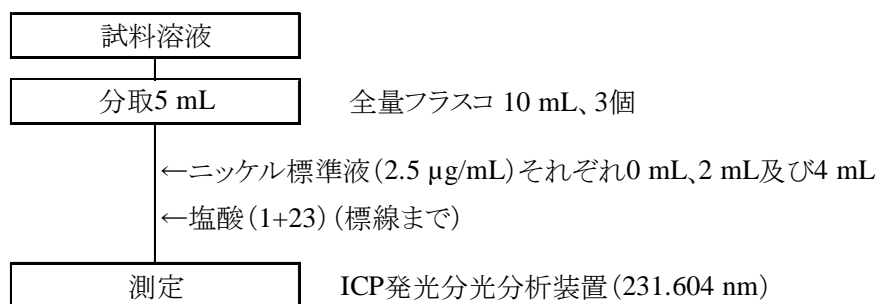 試料溶液
分取5 mL 全量フラスコ 10 mL、3個
←ニッケル標準液(2.5 µg/mL)それぞれ0 mL、2 mL及び4 mL
←塩酸(1+23) (標線まで)
測定 ICP発光分光分析装置(231.604 nm)